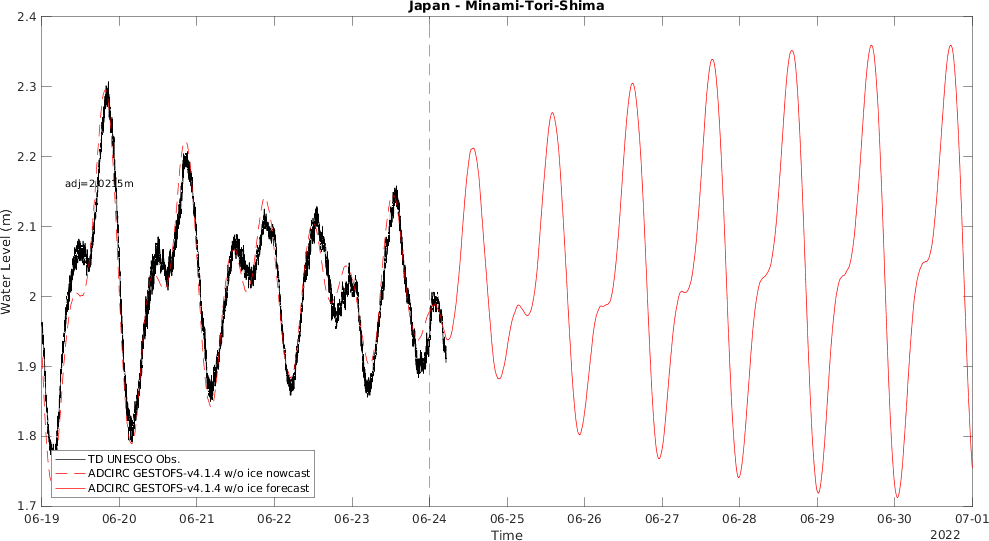 Japan - Minami-Tori-Shima
2.4
2.3
2.2
2.1
2
1.9
1.8
1.7
Water Level (m)
adj=2.0215m
TD UNESCO Obs.
ADCIRC GESTOFS-v4.1.4 w/o ice nowcast
ADCIRC GESTOFS-v4.1.4 w/o ice forecast
06-19 06-20 06-21 06-22 06-23 06-24 06-25 06-26 06-27 06-28 06-29 06-30 07-01
Time
2022